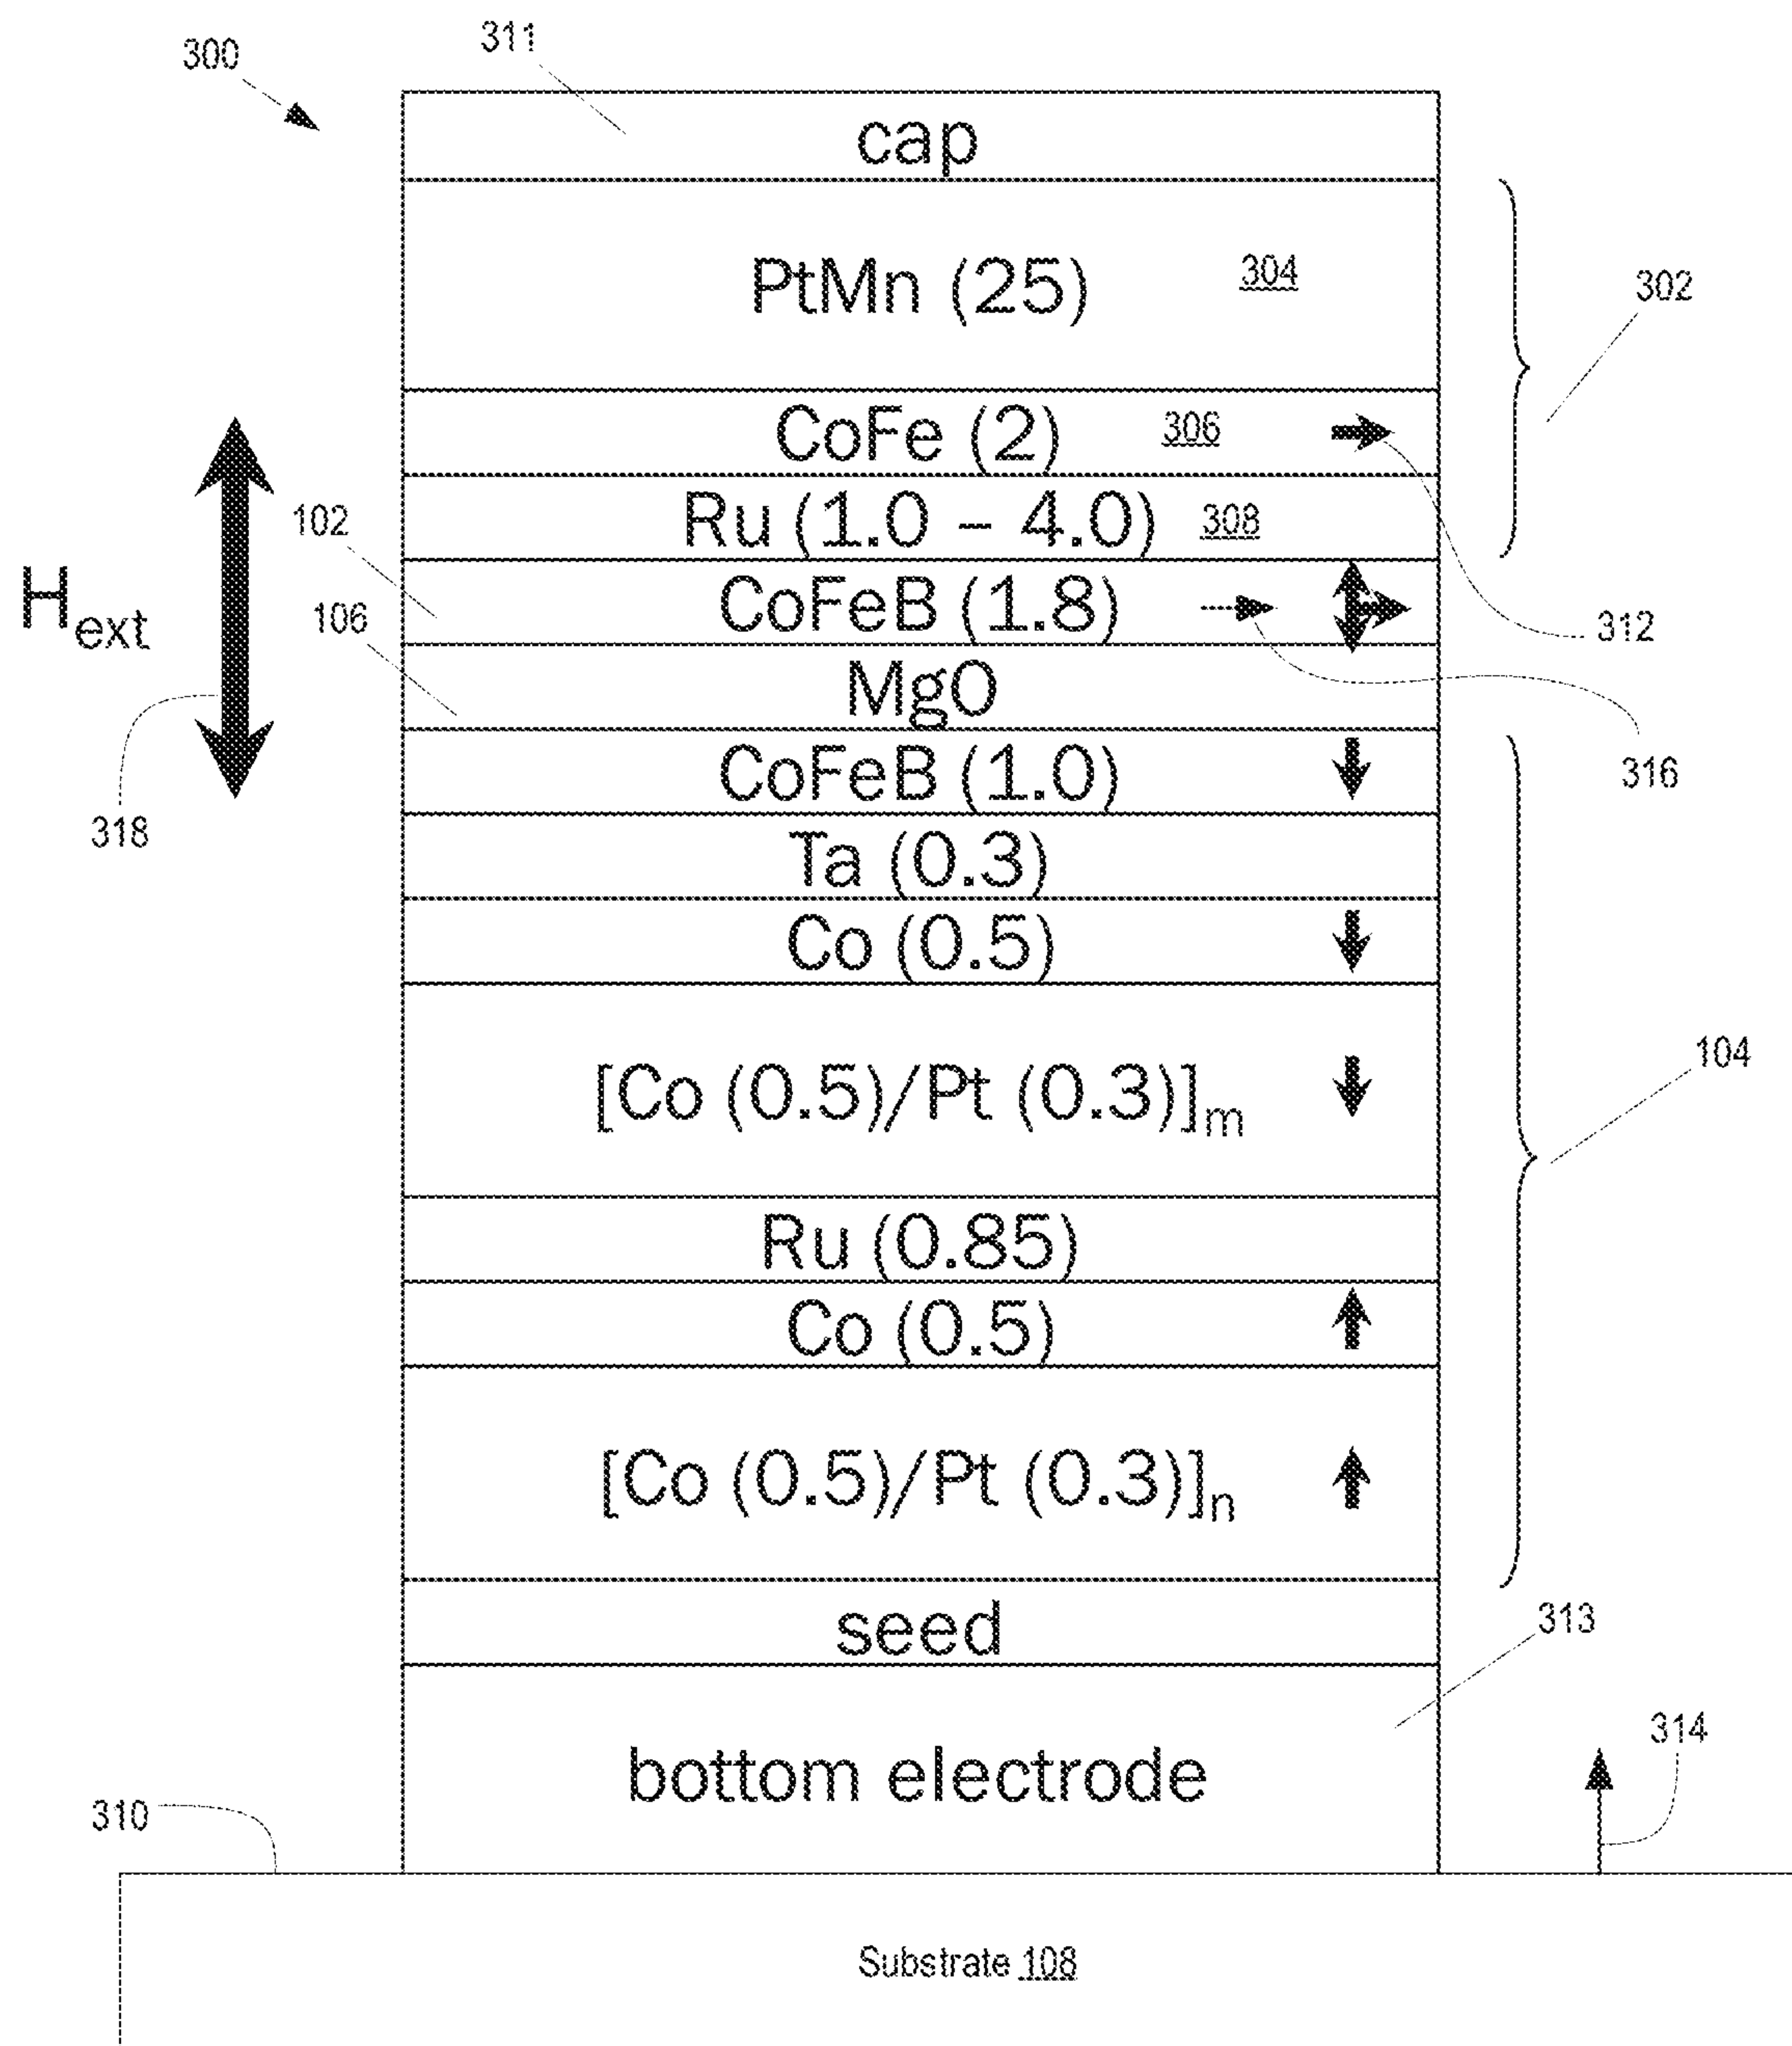 311
300
cap
PtMn (25) 304
302
CoFe (2) 306
Ru (1.0 – 4.0) 308
102
CoFeB (1.8)
Hext
106
312
MgO
316
CoFeB (1.0)
318
Ta (0.3)
Co (0.5)
104
[Co (0.5)/Pt (0.3)]m
Ru (0.85)
Co (0.5)
[Co (0.5)/Pt (0.3)]n
seed
313
314
bottom electrode
310
Substrate 108